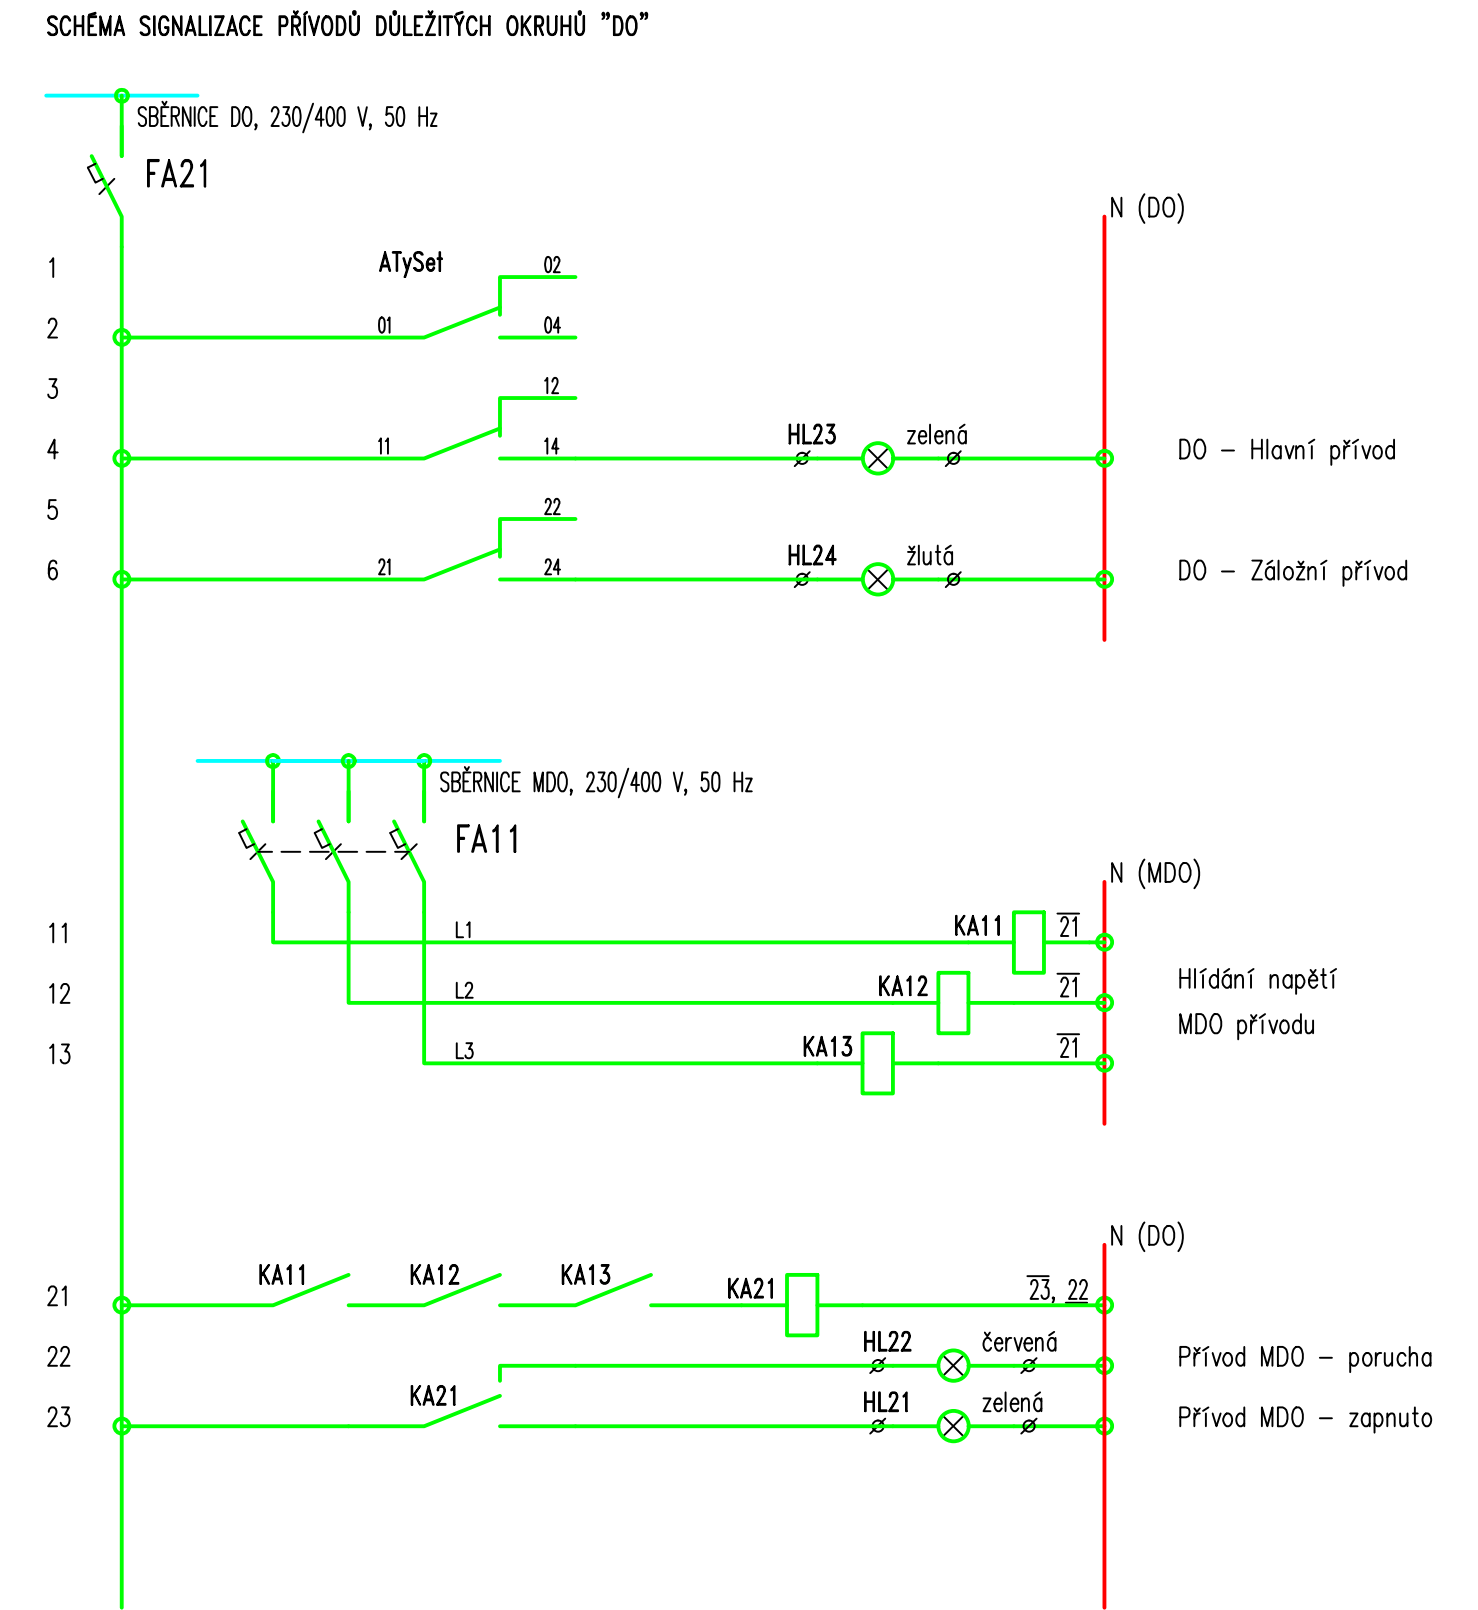 SCHÉMA SIGNALIZACE PŘÍVODŮ DŮLEŽITÝCH OKRUHŮ ”DO”
SBĚRNICE DO, 230/400 V, 50 Hz
FA21
N (DO)
1
ATySet
02
2
01
04
3
12
4
11
14
HL23
zelená
DO – Hlavní přívod
5
22
6
21
24
HL24
žlutá
DO – Záložní přívod
SBĚRNICE MDO, 230/400 V, 50 Hz
FA11
N (MDO)
11
L1
KA11
21
12
L2
KA12
21
Hlídání napětí
MDO přívodu
13
L3
KA13
21
N (DO)
21
KA11
KA12
KA13
KA21
23, 22
22
HL22
červená
Přívod MDO – porucha
23
KA21
HL21
zelená
Přívod MDO – zapnuto